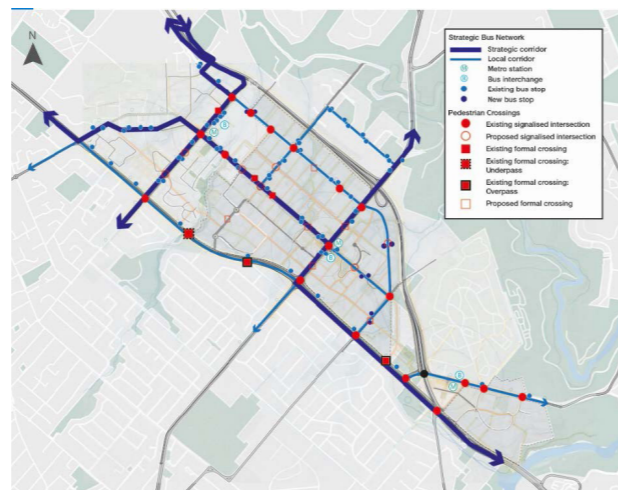 N
Strategic Bus Network
Strategic corridor
Local corridor
M Metro station
B Bus interchange
Existing bus stop
New bus stop
Pedestrian Crossings
Existing signalised intersection
Proposed signalised intersection
Existing formal crossing
Existing formal crossing:
Underpass
Existing formal crossing:
Overpass
Proposed formal crossing
M
B
M
B
B
M